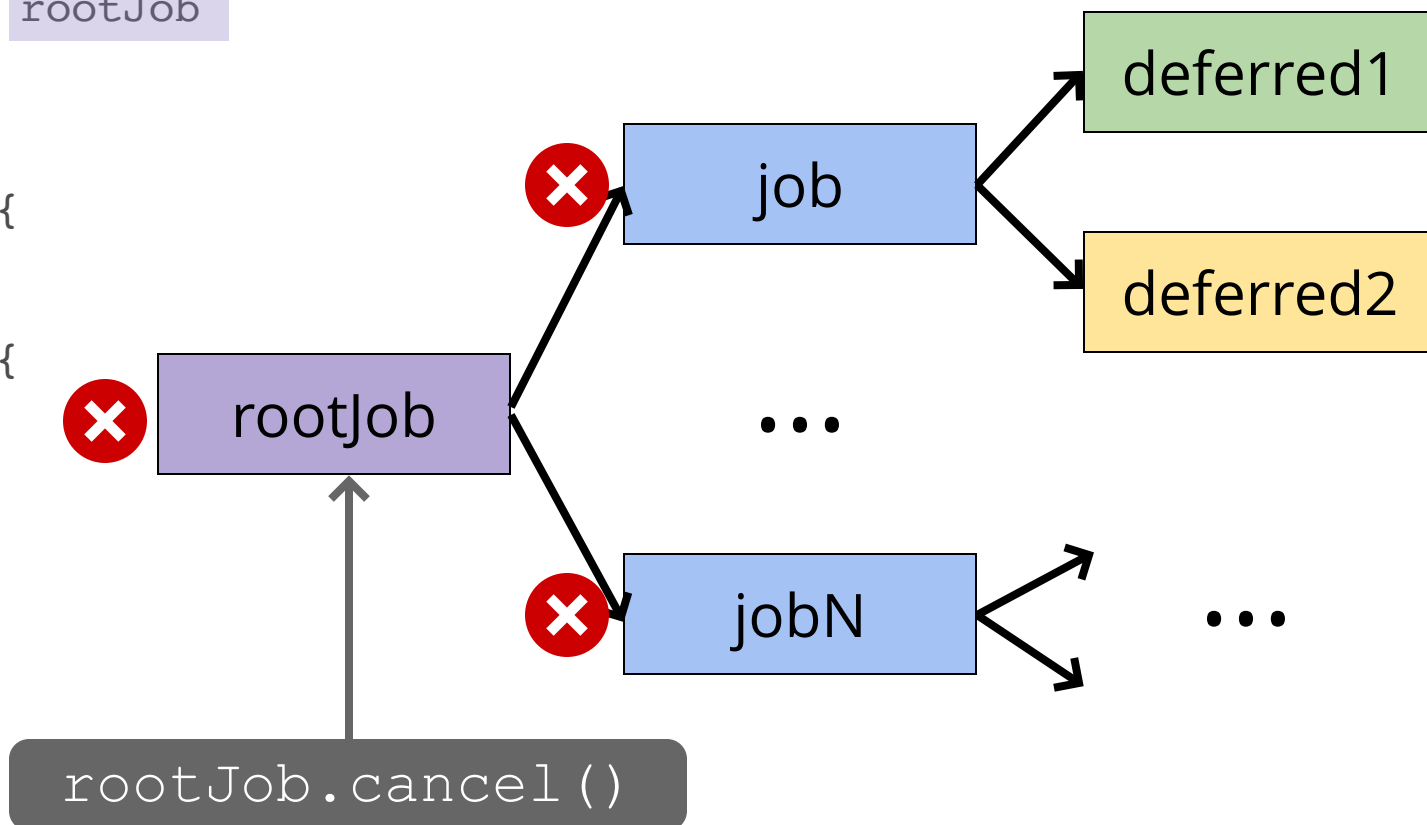 rootJob
deferred1
job
{
deferred2
{
rootJob
...
jobN
...
rootJob.cancel()